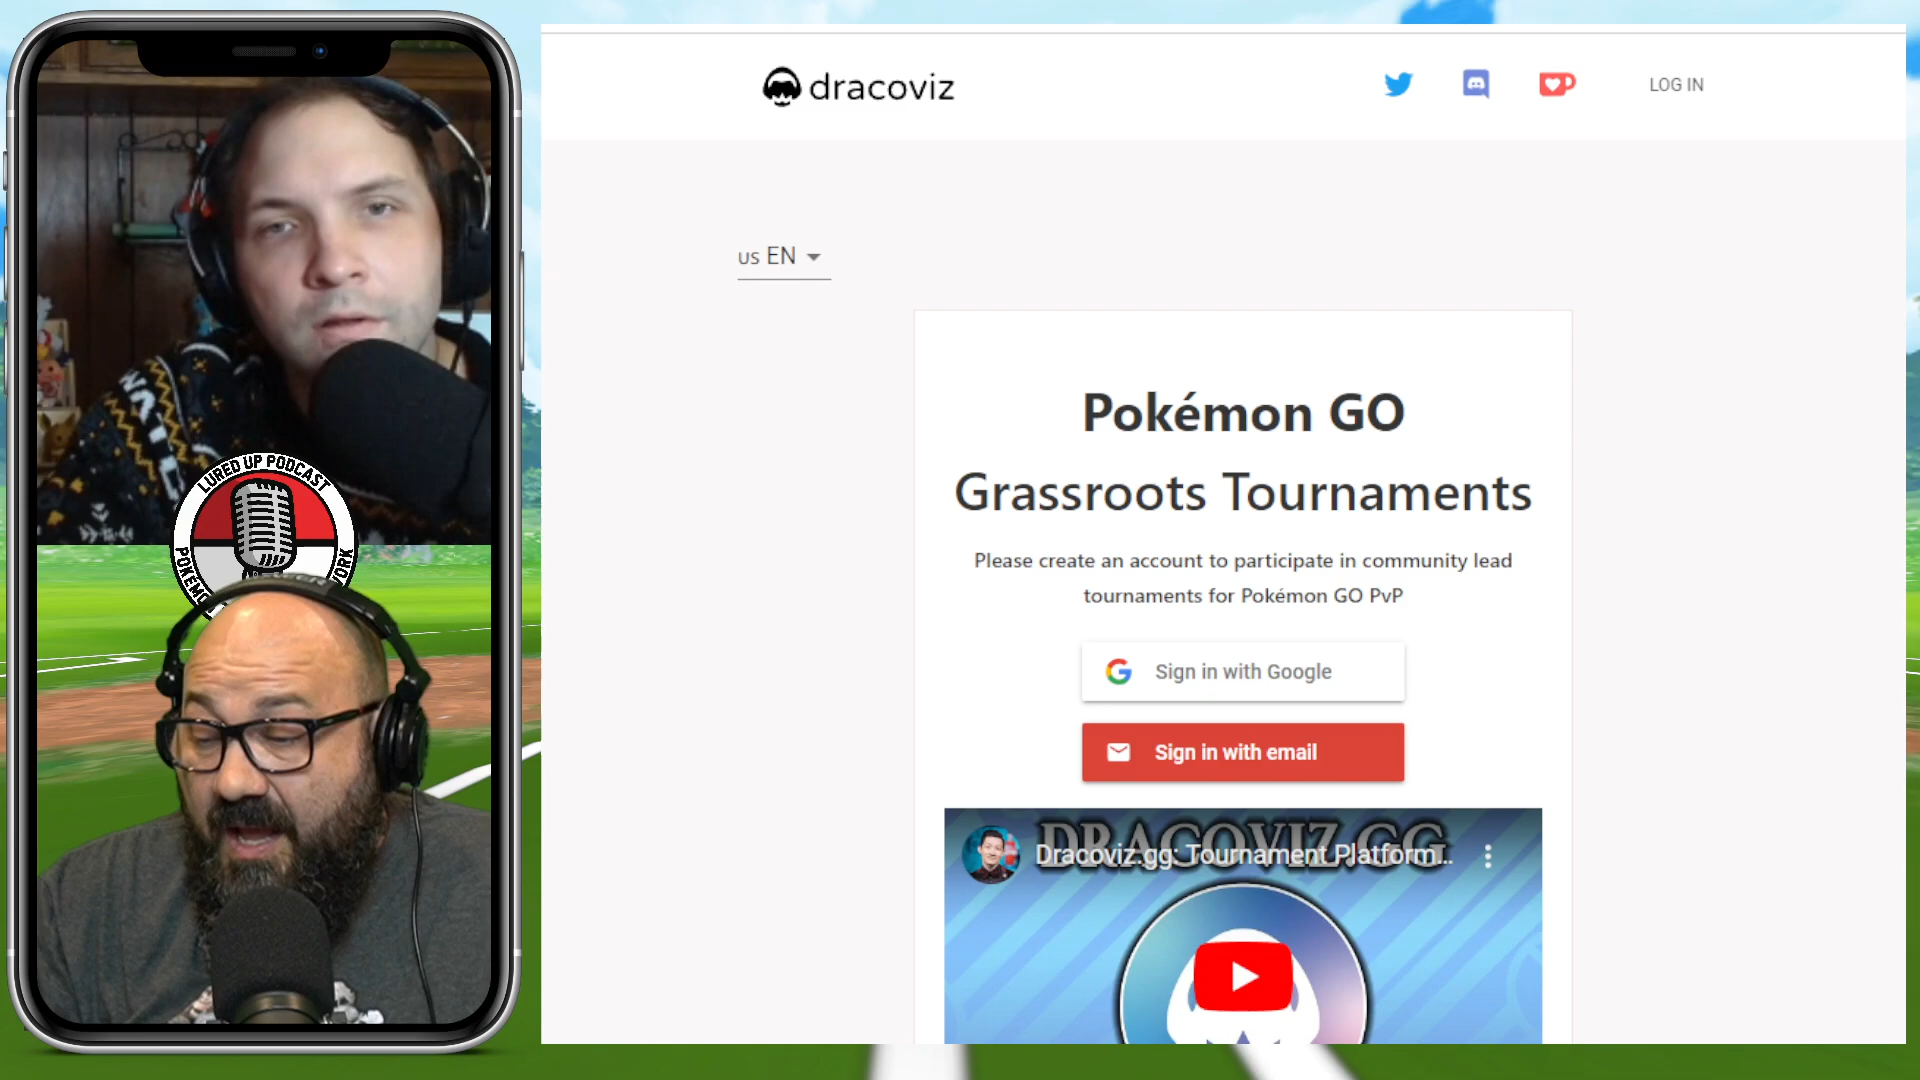 dracoviz
LOG IN
us EN
Pokémon GO
Grassroots Tournaments
Please create an account to participate in community lead
tournaments for Pokémon GO PvP
Sign in with Google
Sign in with email
DRACOVIZ.GG
Dracoviz.gg: Tournament Platform...
LURED UP PODCAST